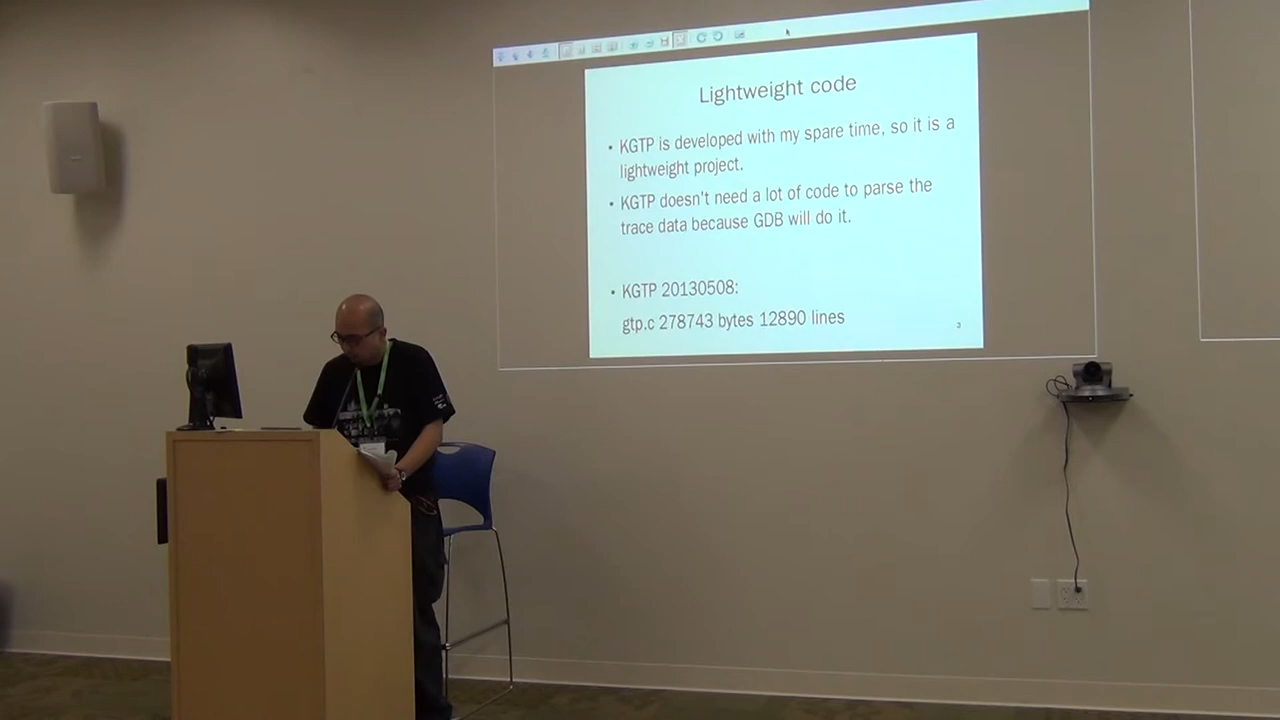 Lightweight code
• KGTP is developed with my spare time, so it is a
lightweight project.
• KGTP doesn't need a lot of code to parse the
trace data because GDB will do it.
• KGTP 20130508:
gtp.c 278743 bytes 12890 lines
3